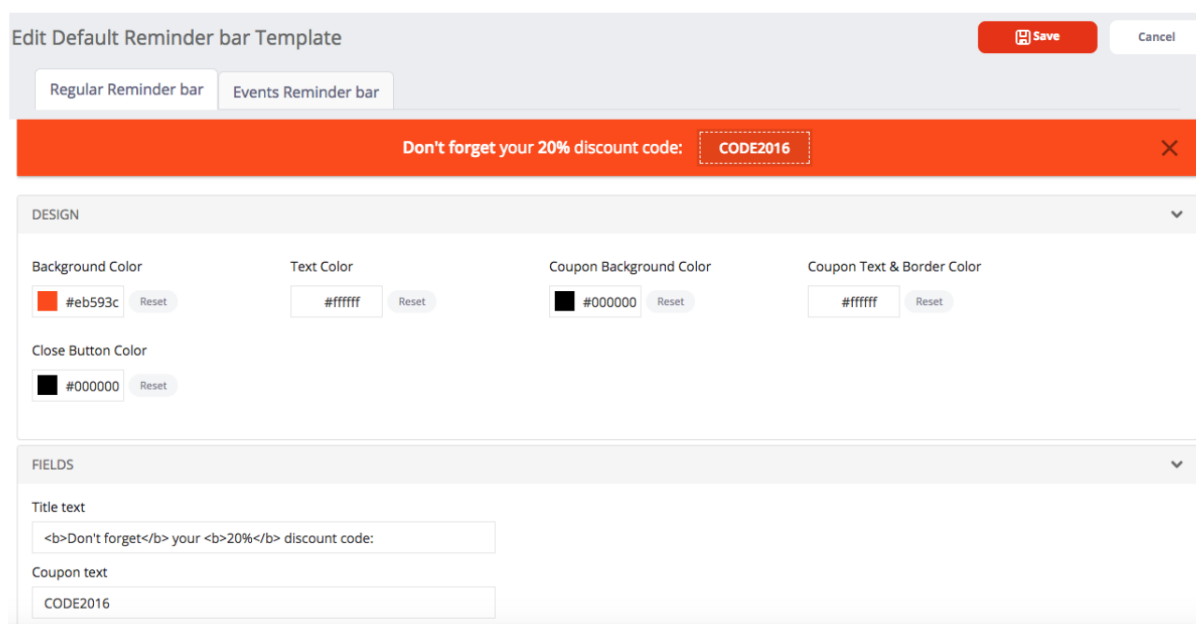 Edit Default Reminder bar Template
Save
Cancel
Regular Reminder bar
Events Reminder bar
Don't forget your 20% discount code: CODE2016
DESIGN
Background Color
Text Color
Coupon Background Color
Coupon Text & Border Color
#eb593c Reset
#ffffff Reset
#000000 Reset
#ffffff Reset
Close Button Color
#000000 Reset
FIELDS
Title text
<b>Don't forget</b> your <b>20%</b> discount code:
Coupon text
CODE2016